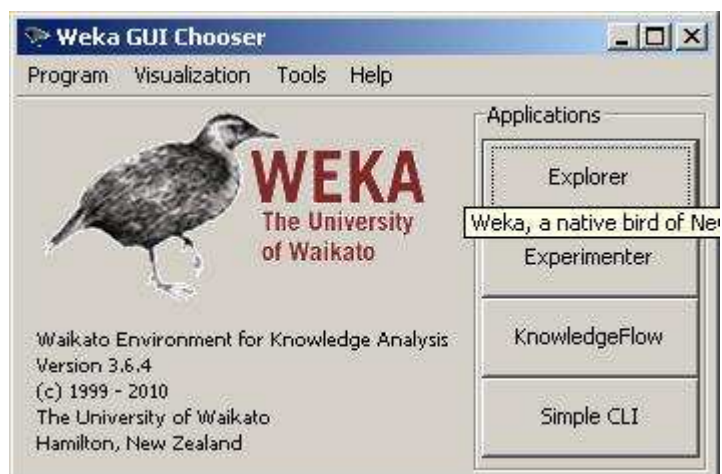 Weka GUI Chooser
Program Visualization Tools Help
Applications
WEKA
The University
of Waikato
Explorer
Weka, a native bird of Ne
Experimenter
KnowledgeFlow
Simple CLI
Waikato Environment for Knowledge Analysis
Version 3.6.4
(c) 1999 - 2010
The University of Waikato
Hamilton, New Zealand